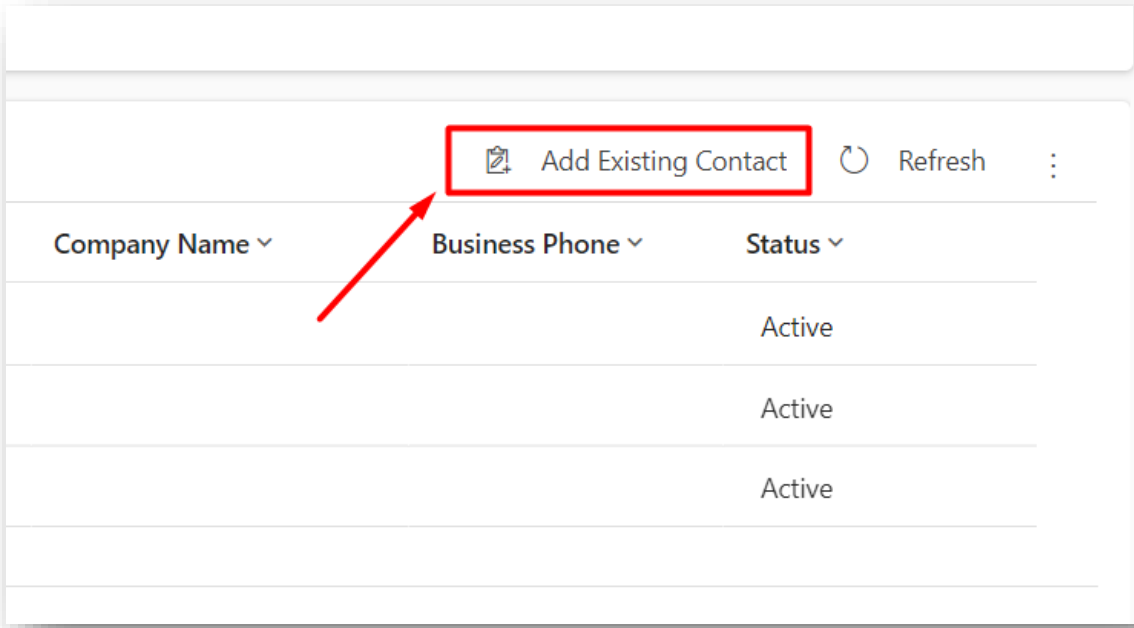 Add Existing Contact Refresh
Company Name Business Phone Status
Active
Active
Active